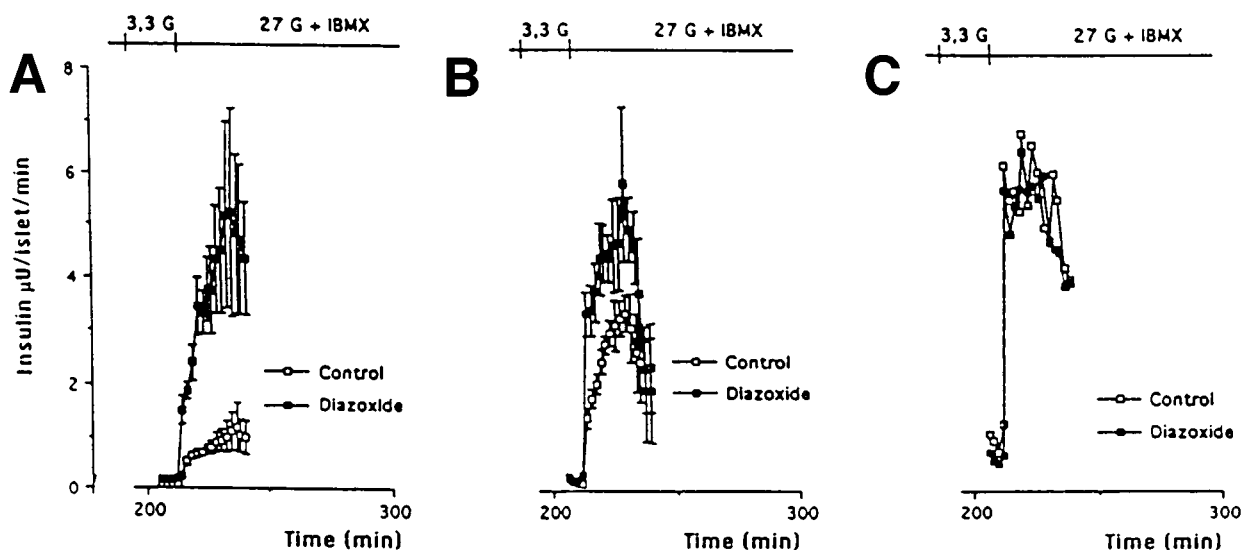 3,3 G 27 G + IBMX
A
8
6
4
2
0
Insulin µU/islet/min
Control
Diazoxide
200 300
Time (min)
3,3 G 27 G + IBMX
B
Control
Diazoxide
200 300
Time (min)
3,3 G 27 G + IBMX
C
Control
Diazoxide
200 300
Time (min)